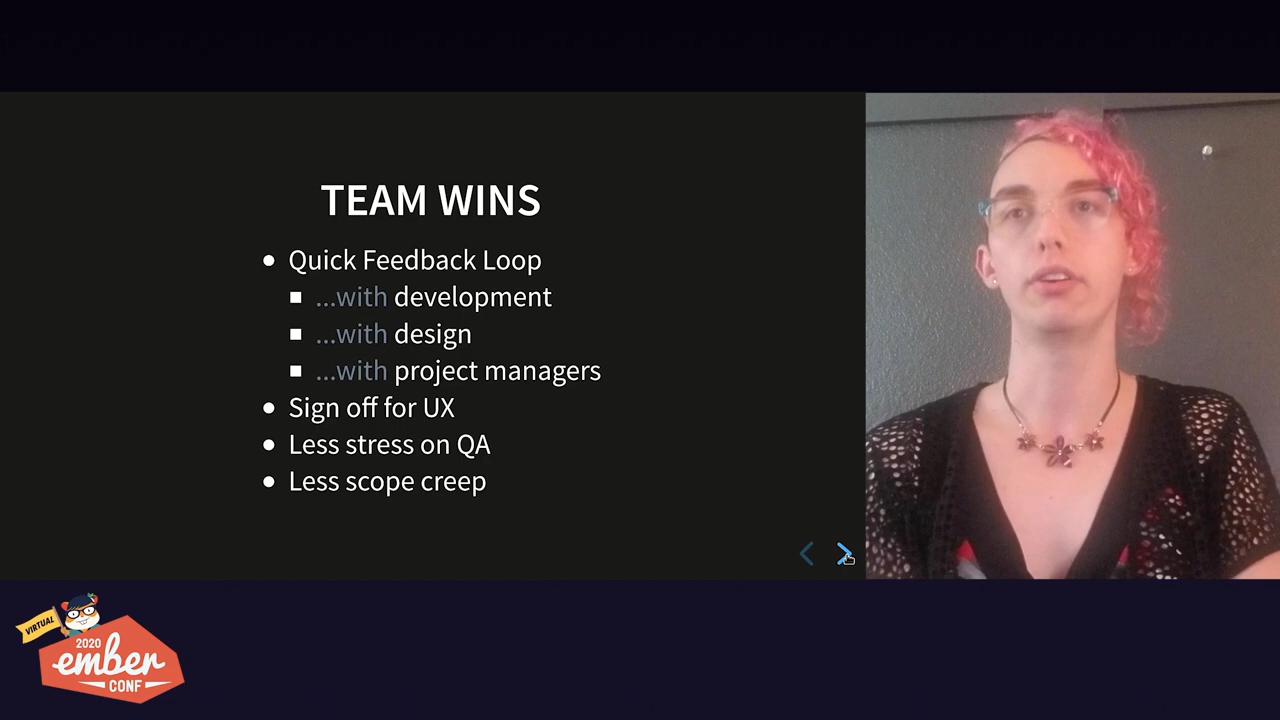 TEAM WINS
Quick Feedback Loop
...with development
...with design
...with project managers
Sign off for UX
Less stress on QA
Less scope creep
VIRTUAL
2020
ember
CONF